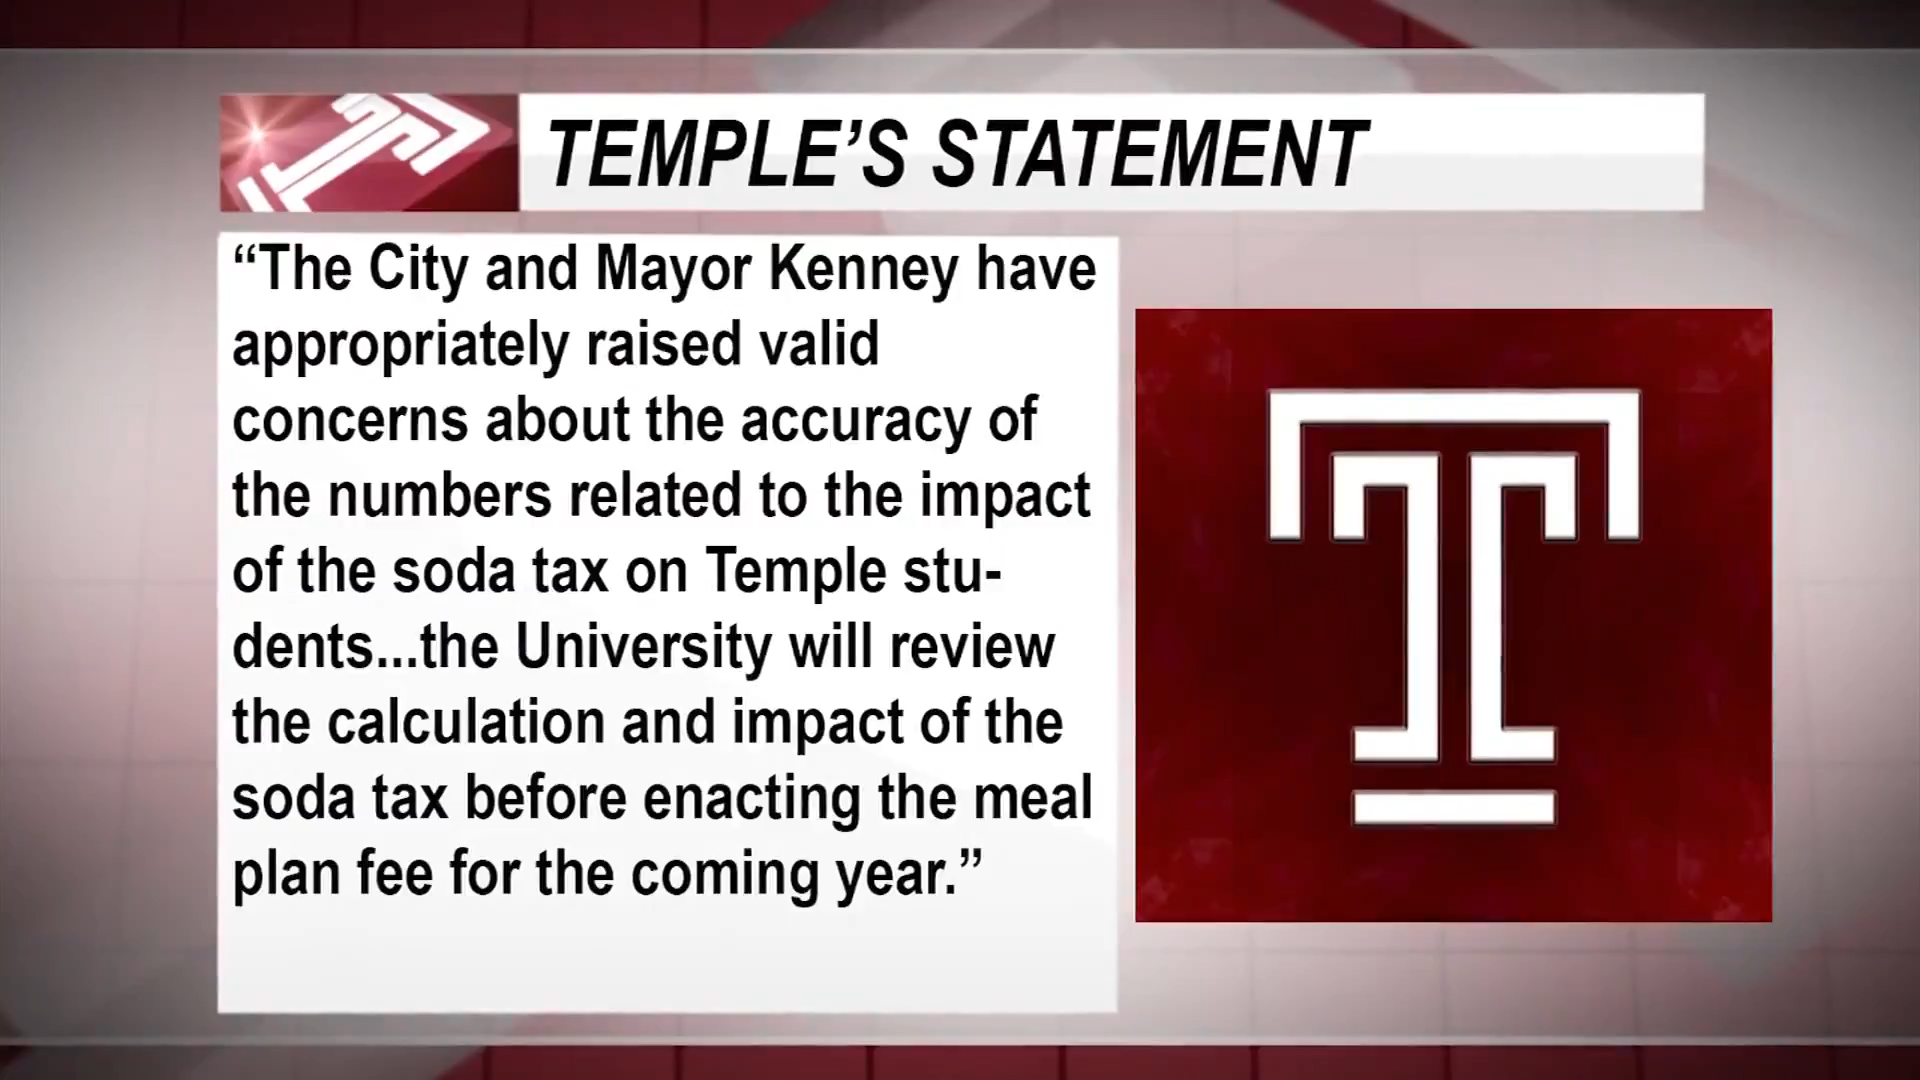 TEMPLE’S STATEMENT
“The City and Mayor Kenney have
appropriately raised valid
concerns about the accuracy of
the numbers related to the impact
of the soda tax on Temple stu-
dents...the University will review
the calculation and impact of the
soda tax before enacting the meal
plan fee for the coming year.”